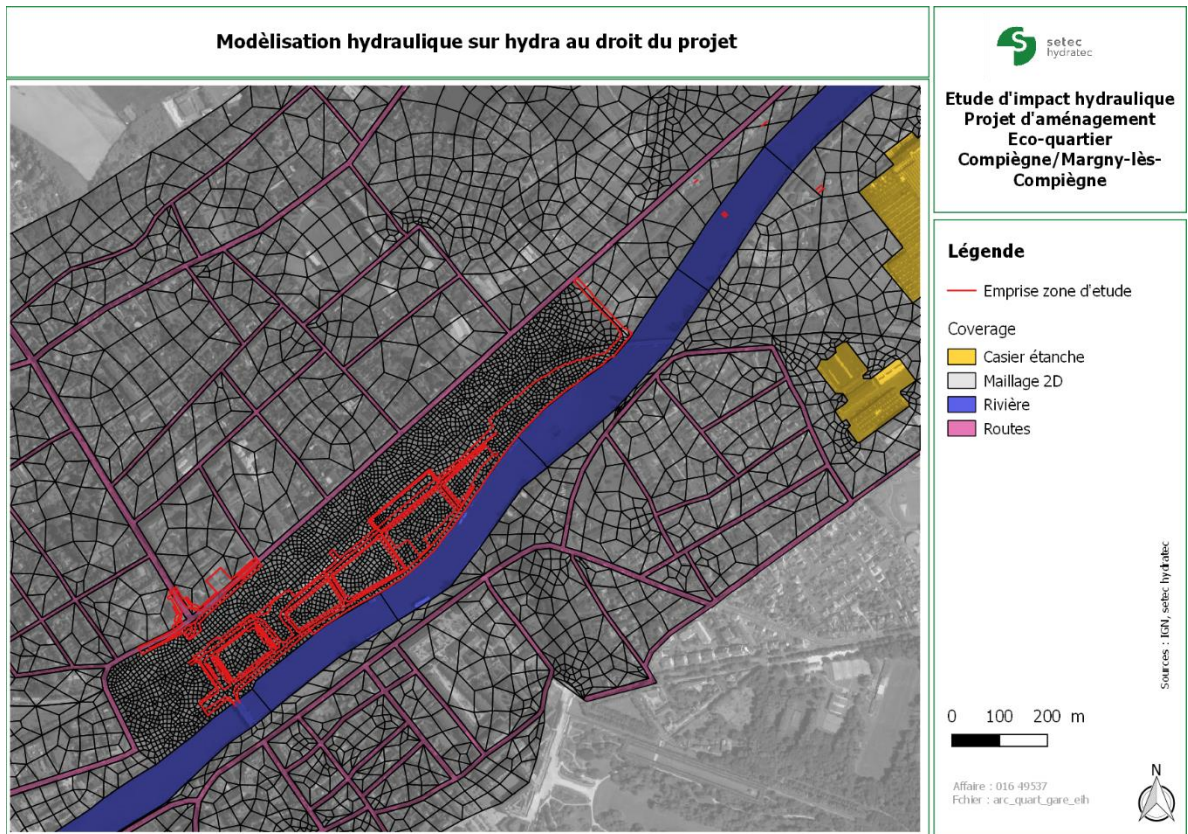 Modèlisation hydraulique sur hydra au droit du projet
setec
hydratec
Etude d'impact hydraulique
Projet d'aménagement
Eco-quartier
Compiègne/Margny-lès-
Compiègne
Légende
Emprise zone d'etude
Coverage
Casier étanche
Maillage 2D
Rivière
Routes
Sources : IGN, setec hydratec
0 100 200 m
Affaire : 016 49537
Fchier : arc_quart_gare_eih
N